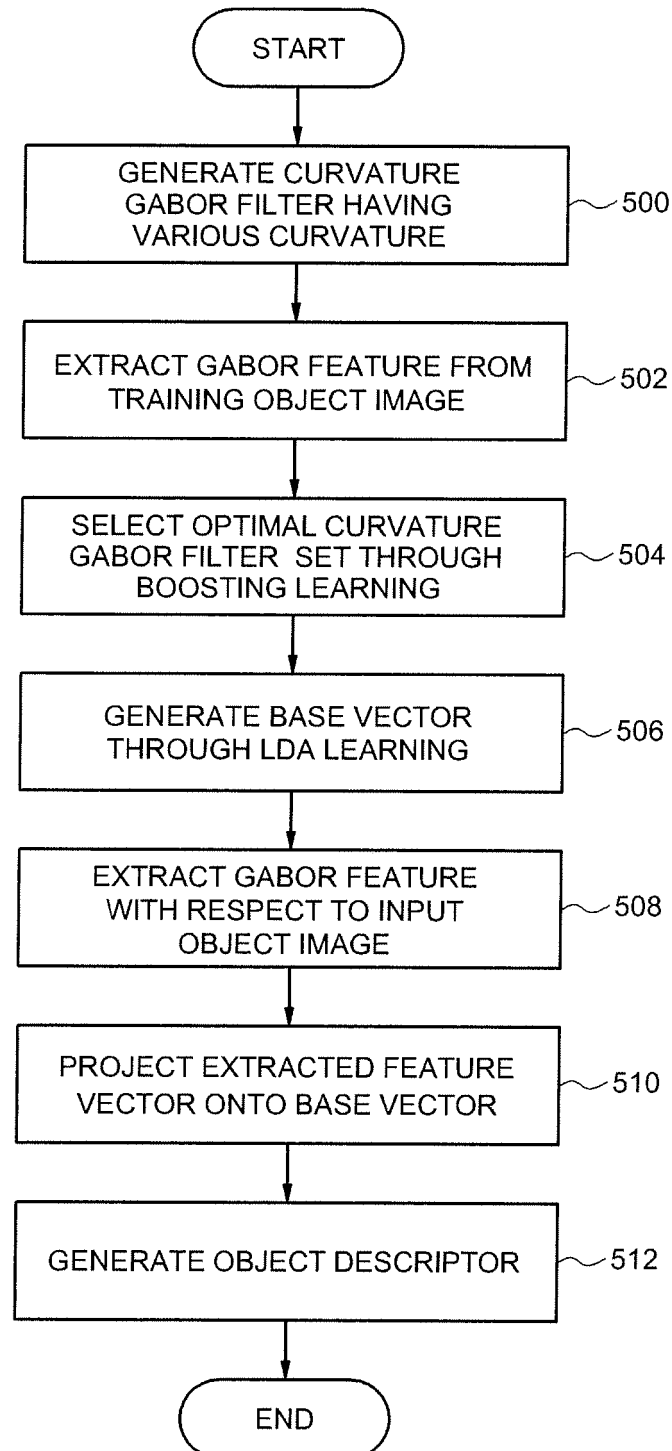 START
GENERATE CURVATURE
GABOR FILTER HAVING
VARIOUS CURVATURE
500
EXTRACT GABOR FEATURE FROM
TRAINING OBJECT IMAGE
502
SELECT OPTIMAL CURVATURE
GABOR FILTER SET THROUGH
BOOSTING LEARNING
504
GENERATE BASE VECTOR
THROUGH LDA LEARNING
506
EXTRACT GABOR FEATURE
WITH RESPECT TO INPUT
OBJECT IMAGE
508
PROJECT EXTRACTED FEATURE
VECTOR ONTO BASE VECTOR
510
GENERATE OBJECT DESCRIPTOR
512
END